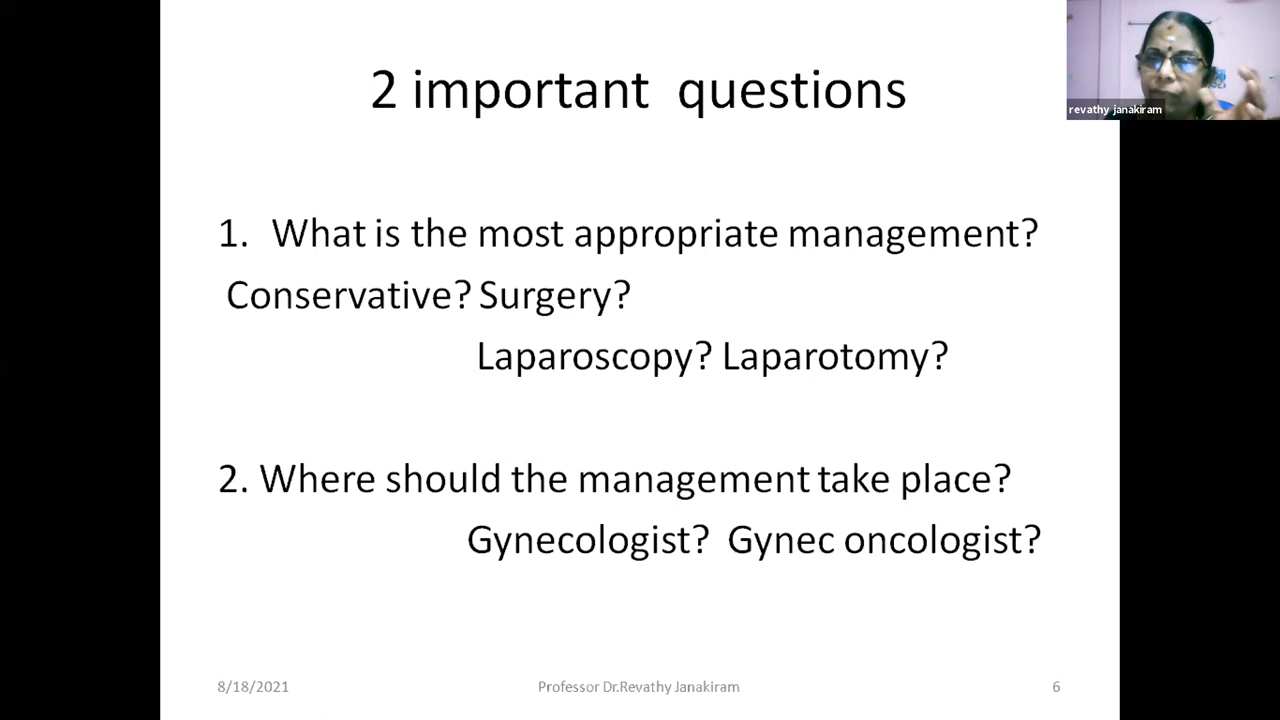 2 important questions
revathy janakiram
1. What is the most appropriate management?
Conservative? Surgery?
Laparoscopy? Laparotomy?
2. Where should the management take place?
Gynecologist? Gynec oncologist?
8/18/2021 Professor Dr.Revathy Janakiram 6